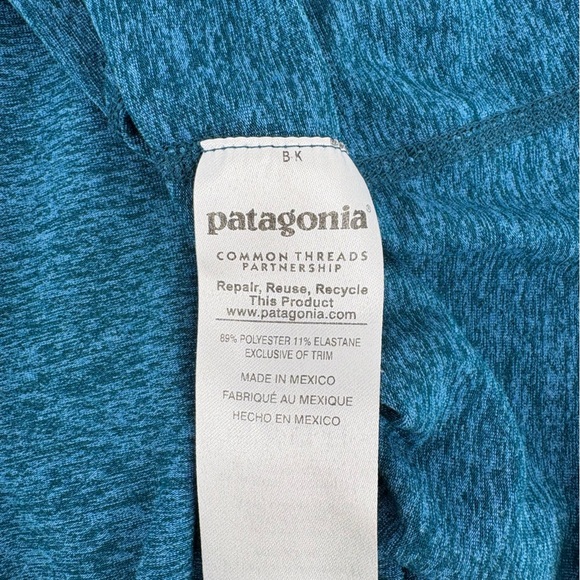 B-K
patagonia®
COMMON THREADS
PARTNERSHIP
Repair, Reuse, Recycle
This Product
www.patagonia.com
89% POLYESTER 11% ELASTANE
EXCLUSIVE OF TRIM
MADE IN MEXICO
FABRIQUÉ AU MEXIQUE
HECHO EN MEXICO